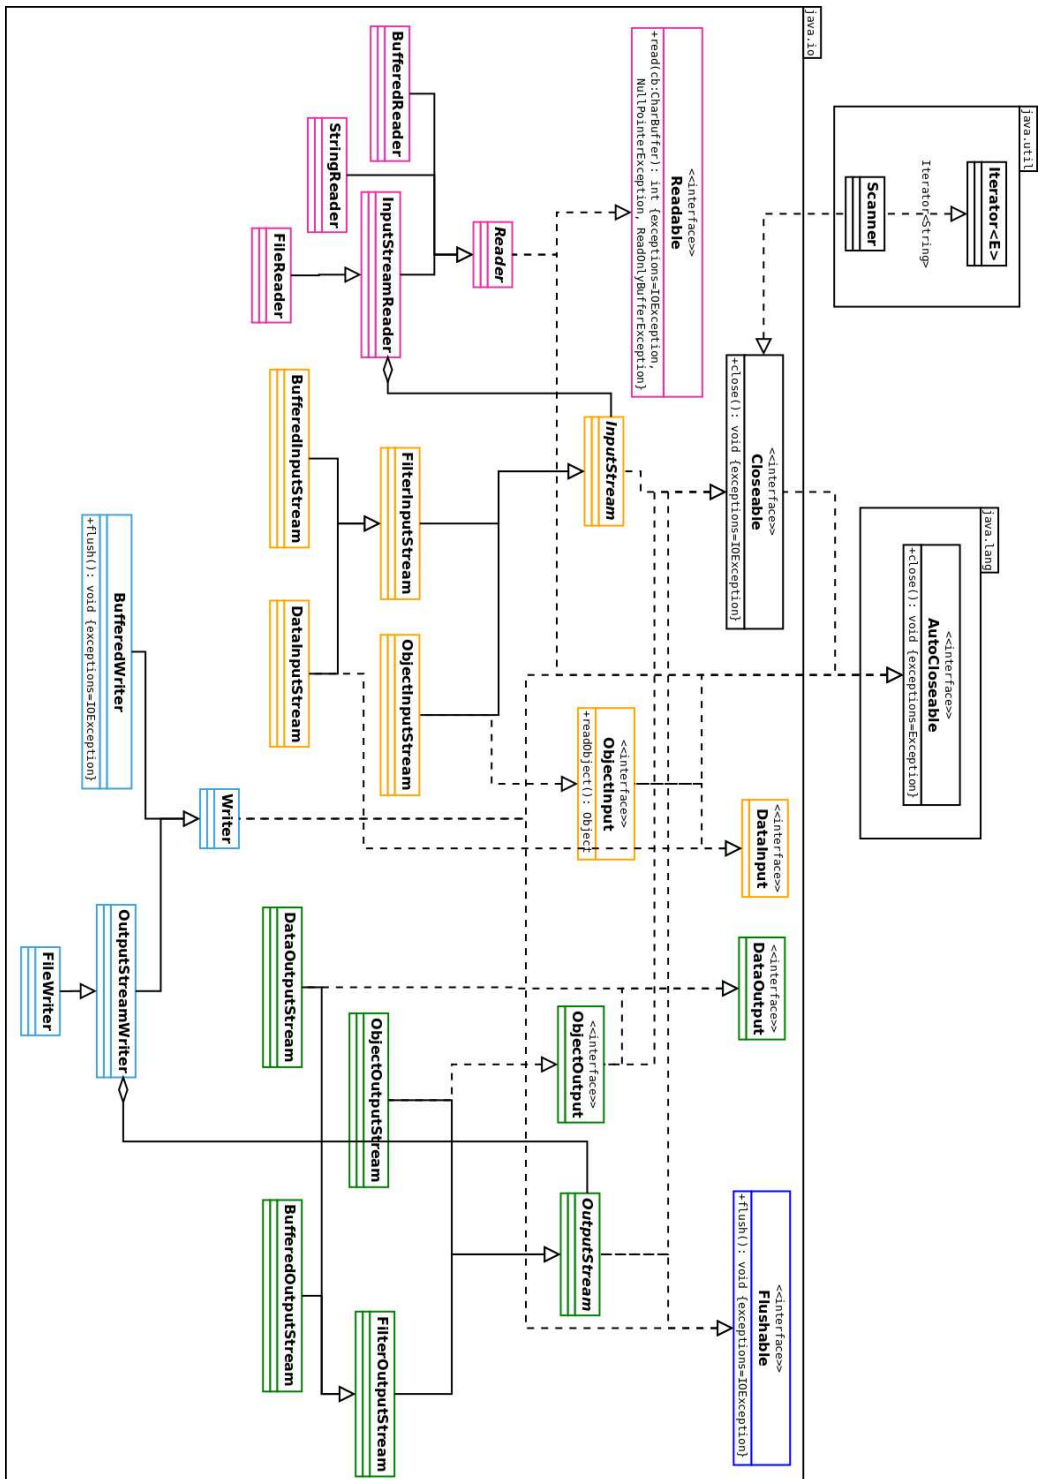 java.util
Iterator<E>
Iterator<String>
Scanner
java.lang
<<interface>>
AutoCloseable
+close(): void {exceptions=Exception}
java.io
<<interface>>
Readable
+read(cb:CharBuffer): int {exceptions=IOException,
NullPointerException, ReadOnlyBufferException}
<<interface>>
Closeable
+close(): void {exceptions=IOException}
<<interface>>
DataInput
<<interface>>
DataOutput
<<interface>>
Flushable
+flush(): void {exceptions=IOException}
Reader
InputStream
<<interface>>
ObjectInput
+readObject(): Object
<<interface>>
ObjectOutput
OutputStream
BufferedReader
StringReader
InputStreamReader
FileReader
FilterInputStream
ObjectInputStream
BufferedInputStream
DataInputStream
ObjectOutputStream
FilterOutputStream
DataOutputStream
BufferedOutputStream
Writer
BufferedWriter
+flush(): void {exceptions=IOException}
OutputStreamWriter
FileWriter